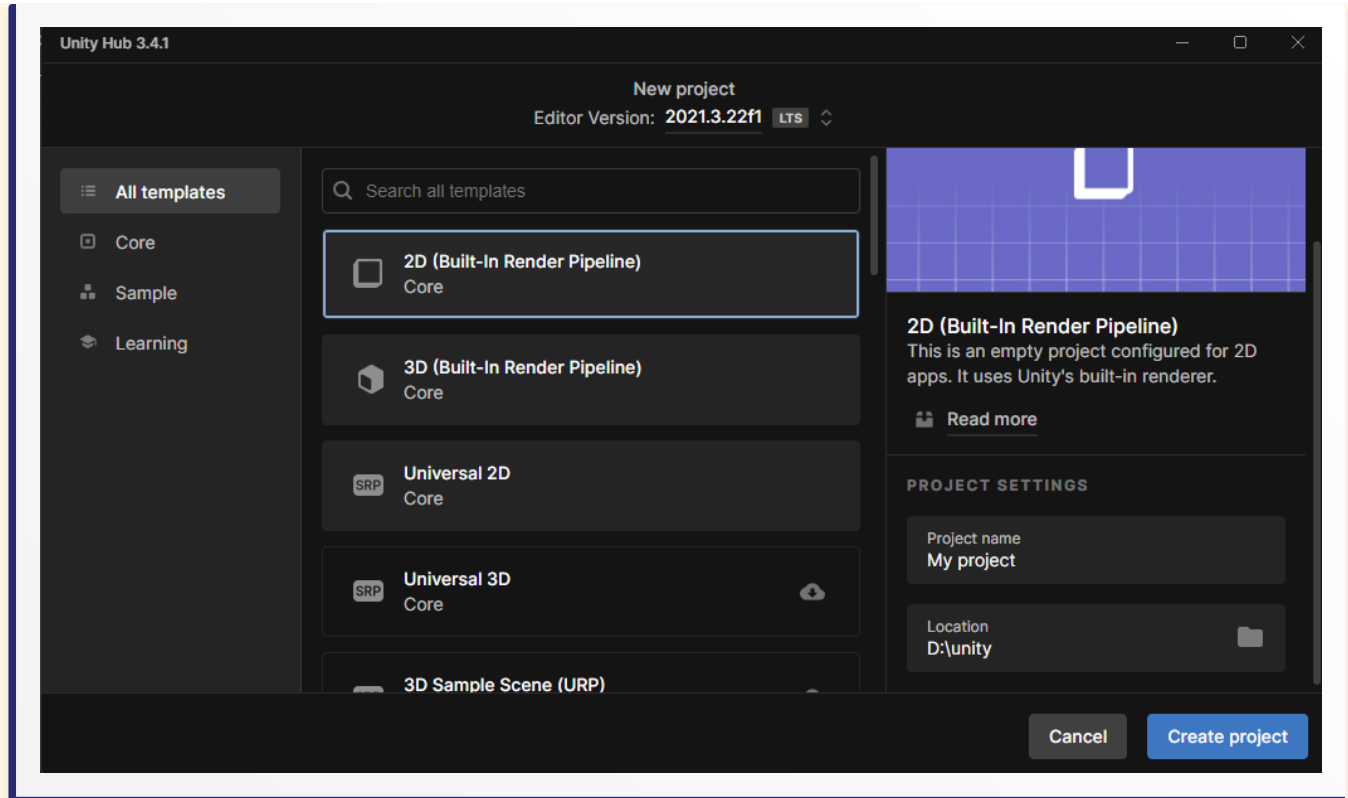 Unity Hub 3.4.1
New project
Editor Version: 2021.3.22f1 LTS
All templates
Core
Sample
Learning
Search all templates
2D (Built-In Render Pipeline)
Core
3D (Built-In Render Pipeline)
Core
SRP
Universal 2D
Core
SRP
Universal 3D
Core
3D Sample Scene (URP)
2D (Built-In Render Pipeline)
This is an empty project configured for 2D
apps. It uses Unity's built-in renderer.
Read more
PROJECT SETTINGS
Project name
My project
Location
D:\unity
Cancel
Create project